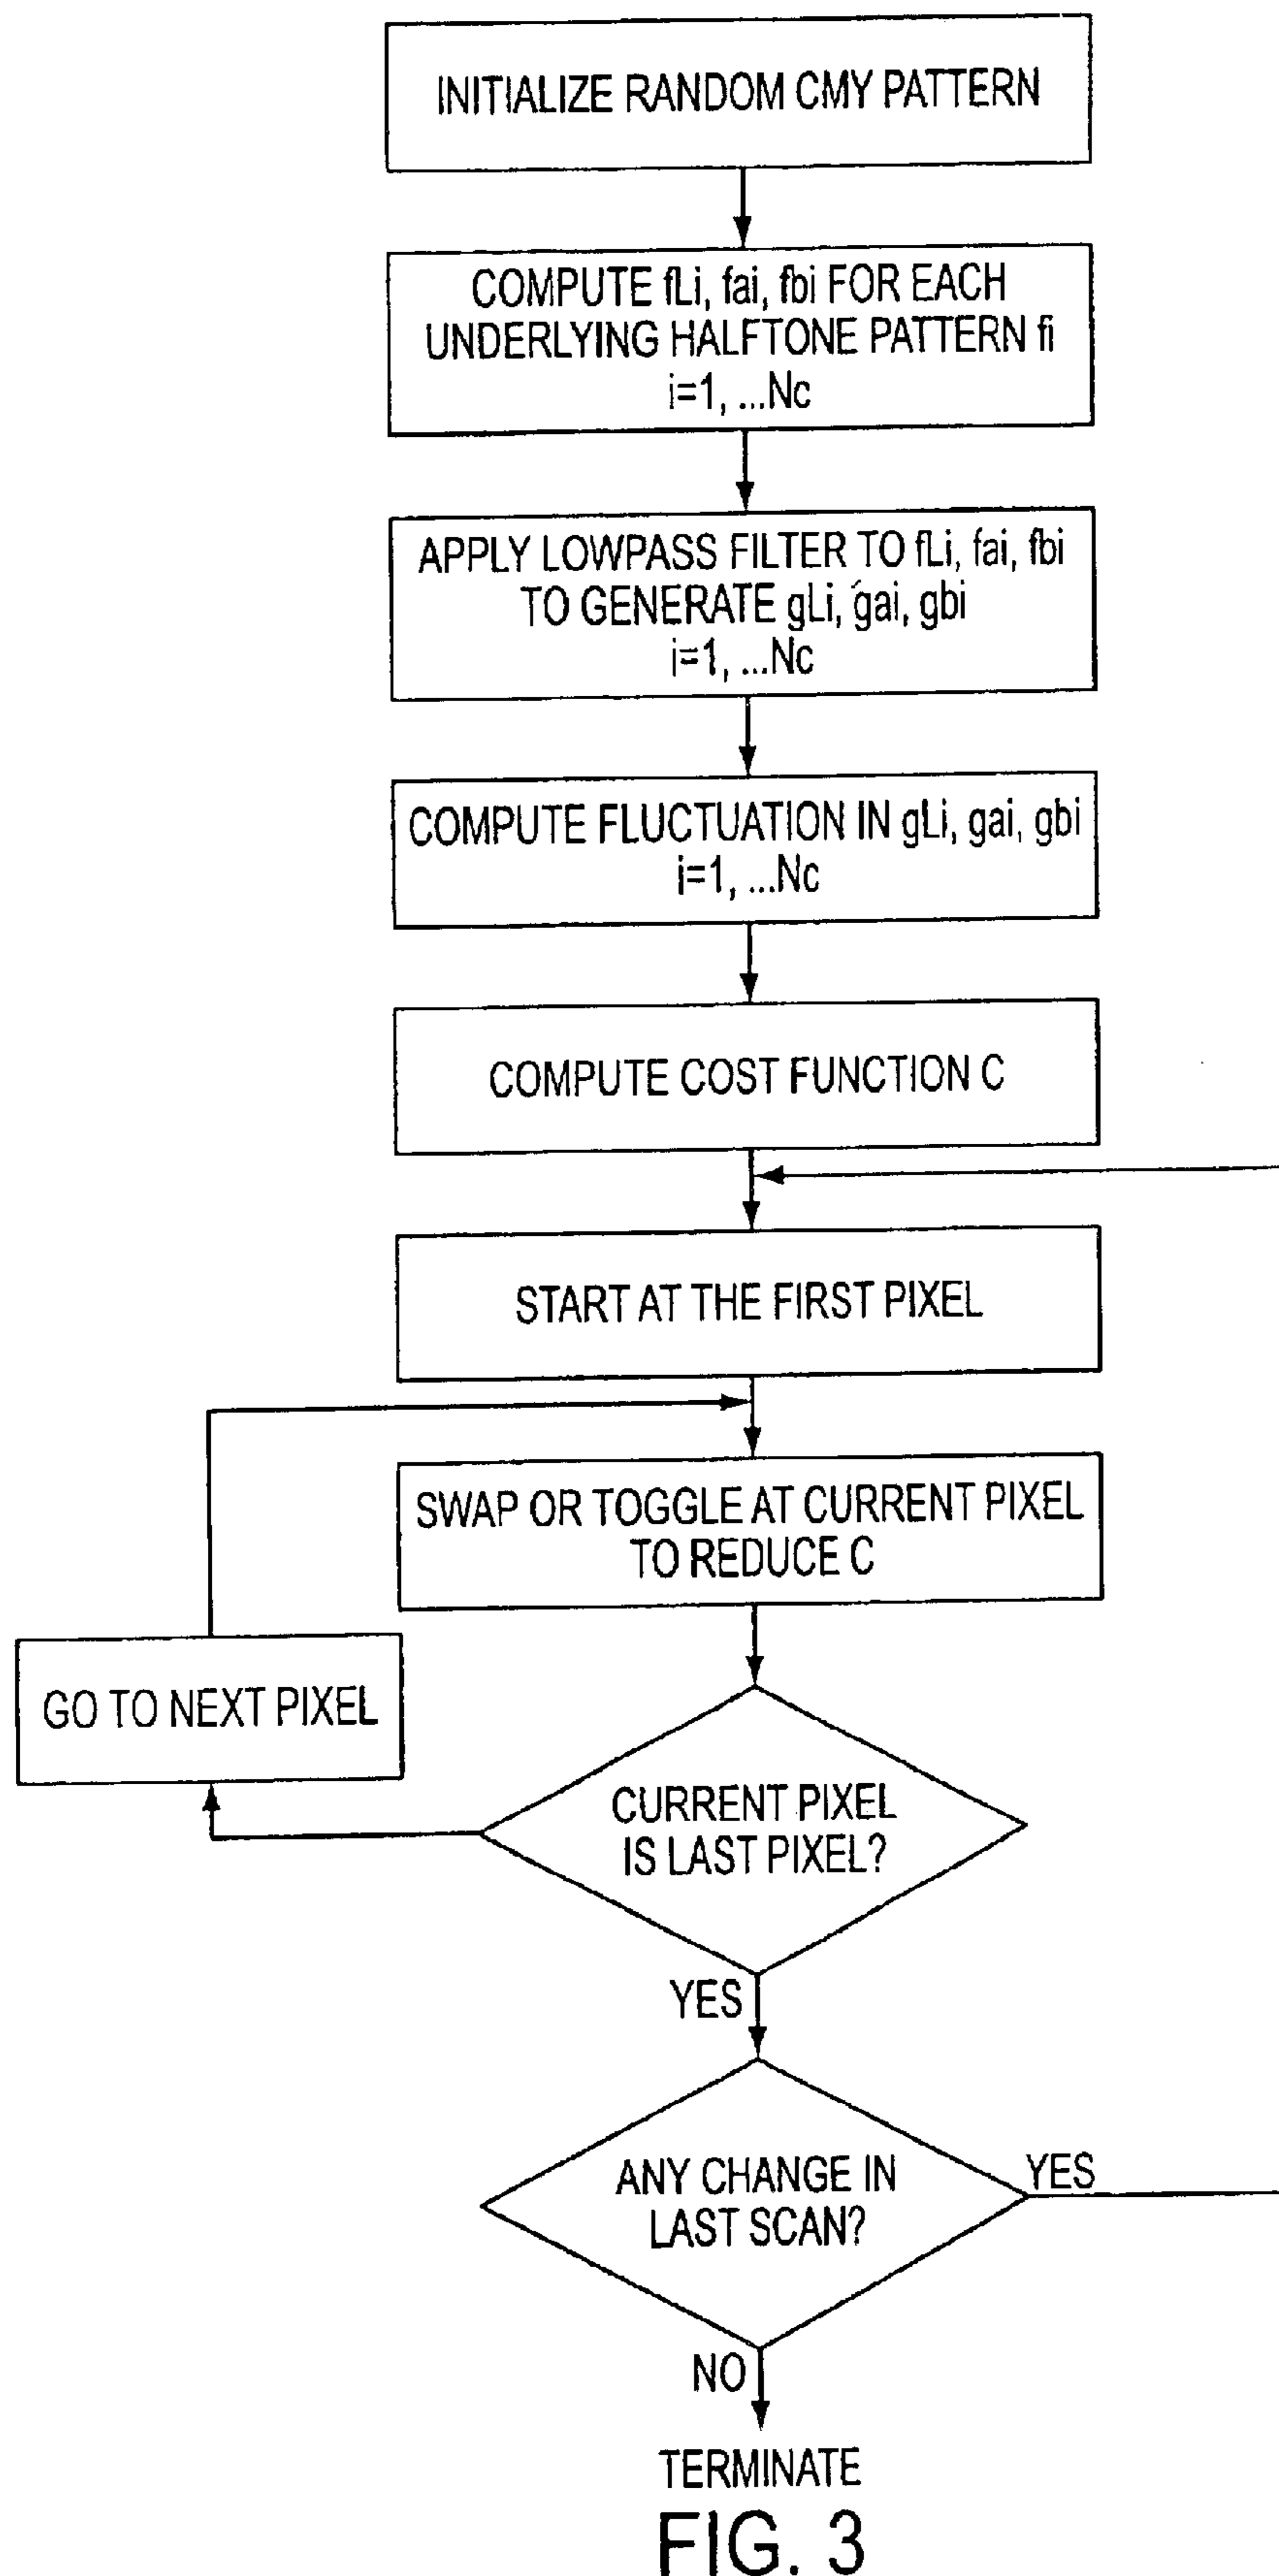 INITIALIZE RANDOM CMY PATTERN
COMPUTE fLi, fai, fbi FOR EACH
UNDERLYING HALFTONE PATTERN fi
i=1, ...Nc
APPLY LOWPASS FILTER TO fLi, fai, fbi
TO GENERATE gLi, gai, gbi
i=1, ...Nc
COMPUTE FLUCTUATION IN gLi, gai, gbi
i=1, ...Nc
COMPUTE COST FUNCTION C
START AT THE FIRST PIXEL
SWAP OR TOGGLE AT CURRENT PIXEL
TO REDUCE C
GO TO NEXT PIXEL
CURRENT PIXEL
IS LAST PIXEL?
YES
ANY CHANGE IN
LAST SCAN?
YES
NO
TERMINATE
FIG. 3